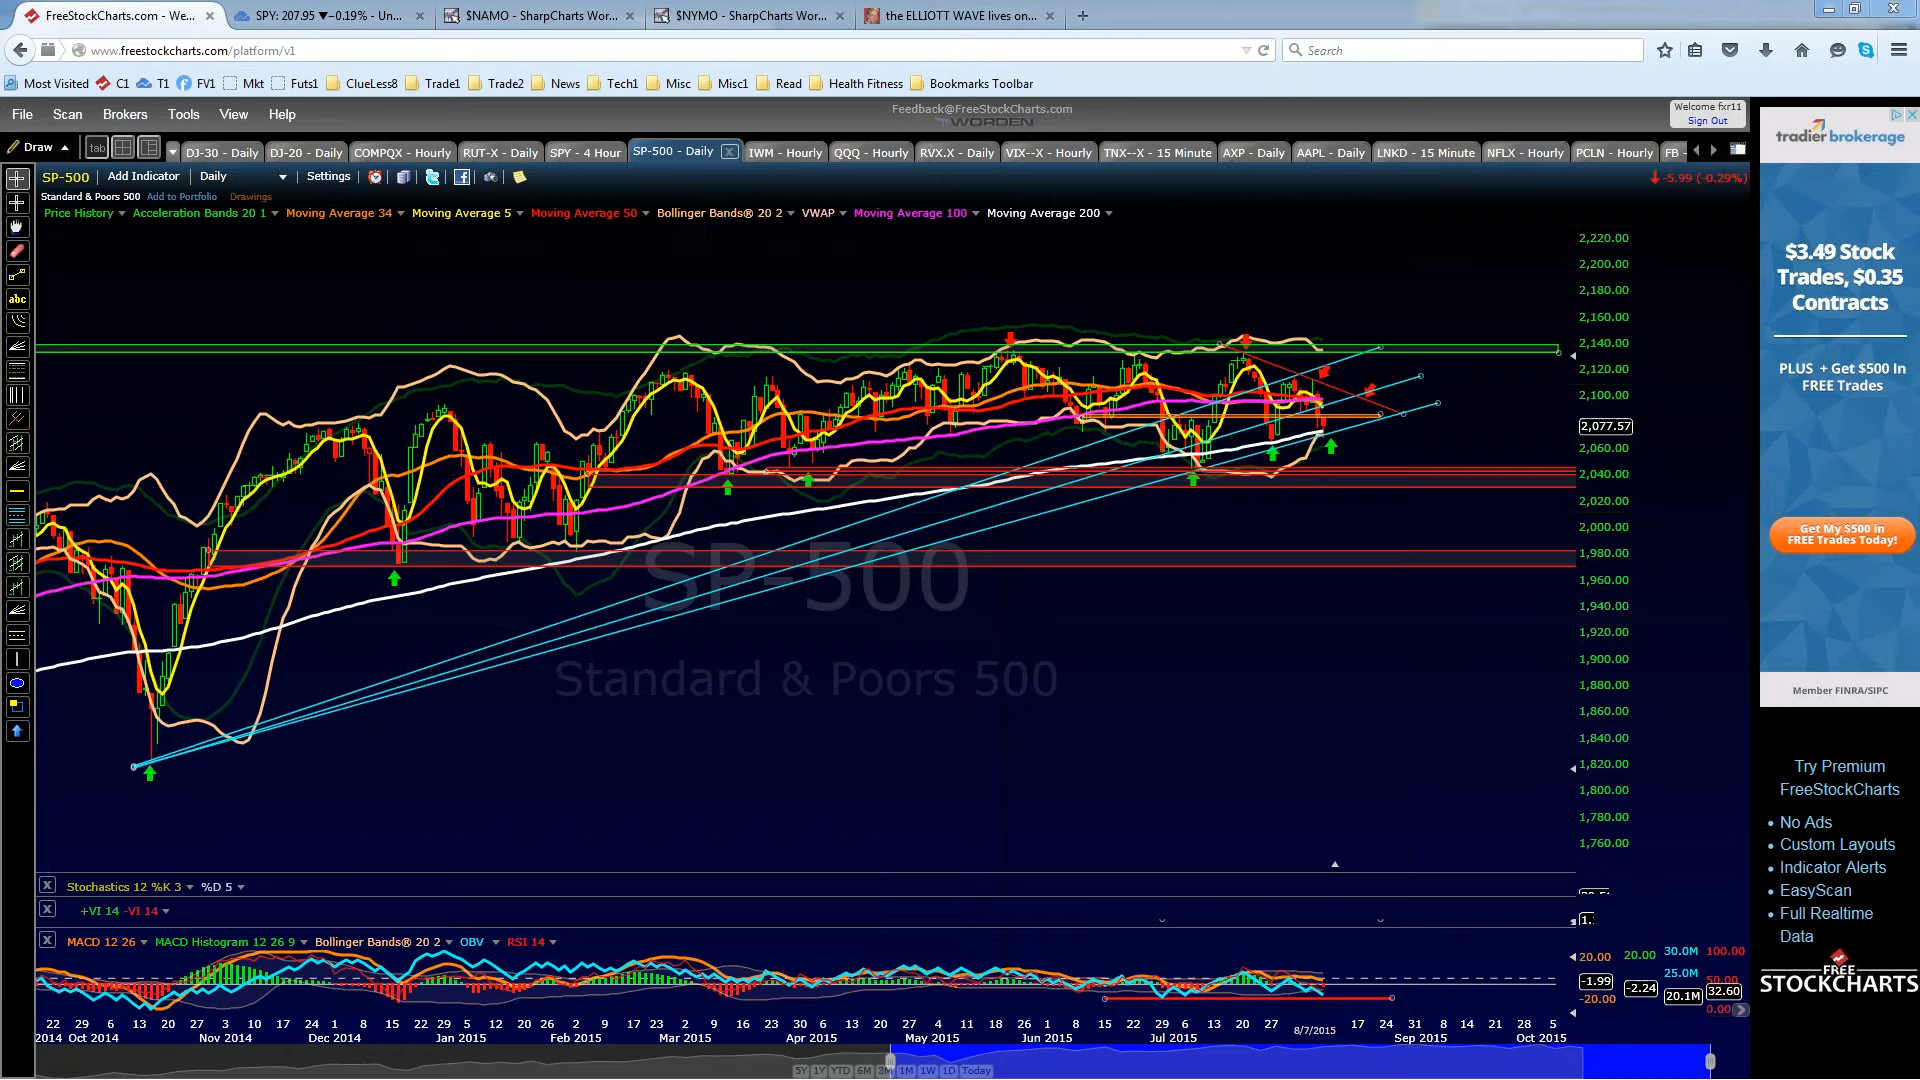 FreeStockCharts.com - We... SPY: 207.95 ▼−0.19% - Un... $NAMO - SharpCharts Wor... $NYMO - SharpCharts Wor... the ELLIOTT WAVE lives on...
www.freestockcharts.com/platform/v1 Search
Most Visited C1 T1 FV1 Mkt Futs1 ClueLess8 Trade1 Trade2 News Tech1 Misc Misc1 Read Health Fitness Bookmarks Toolbar
File Scan Brokers Tools View Help
Feedback@FreeStockCharts.com
WORDEN
Welcome fxr11
Sign Out
Draw tab DJ-30 - Daily DJ-20 - Daily COMPQX - Hourly RUT-X - Daily SPY - 4 Hour SP-500 - Daily IWM - Hourly QQQ - Hourly RVX.X - Daily VIX--X - Hourly TNX--X - 15 Minute AXP - Daily AAPL - Daily LNKD - 15 Minute NFLX - Hourly PCLN - Hourly FB -
SP-500 Add Indicator Daily Settings
-5.99 (-0.29%)
Standard & Poors 500 Add to Portfolio Drawings
Price History Acceleration Bands 20 1 Moving Average 34 Moving Average 5 Moving Average 50 Bollinger Bands® 20 2 VWAP Moving Average 100 Moving Average 200
abc
2,220.00
2,200.00
2,180.00
2,160.00
2,140.00
2,120.00
2,100.00
2,077.57
2,060.00
2,040.00
2,020.00
2,000.00
1,980.00
1,960.00
1,940.00
1,920.00
1,900.00
1,880.00
1,860.00
1,840.00
1,820.00
1,800.00
1,780.00
1,760.00
SP-500
Standard & Poors 500
Stochastics 12 %K 3 %D 5
+VI 14 -VI 14
MACD 12 26 MACD Histogram 12 26 9 Bollinger Bands® 20 2 OBV RSI 14
20.00 20.00 30.0M 100.00
25.0M 50.00
-1.99 -2.24 20.1M 32.60
-20.00 0.00
22 29 6 13 20 27 3 10 17 24 1 8 15 22 29 5 12 20 26 2 9 17 23 2 9 16 23 30 6 13 20 27 4 11 18 26 1 8 15 22 29 6 13 20 27 8/7/2015 17 24 31 8 14 21 28 5
2014 Oct 2014 Nov 2014 Dec 2014 Jan 2015 Feb 2015 Mar 2015 Apr 2015 May 2015 Jun 2015 Jul 2015 Sep 2015 Oct 2015
5Y 1Y YTD 6M 3M 1M 1W 1D Today
tradier brokerage
$3.49 Stock
Trades, $0.35
Contracts
PLUS + Get $500 In
FREE Trades
Get My $500 in
FREE Trades Today!
Member FINRA/SIPC
Try Premium
FreeStockCharts
• No Ads
• Custom Layouts
• Indicator Alerts
• EasyScan
• Full Realtime
Data
FREE
STOCKCHARTS